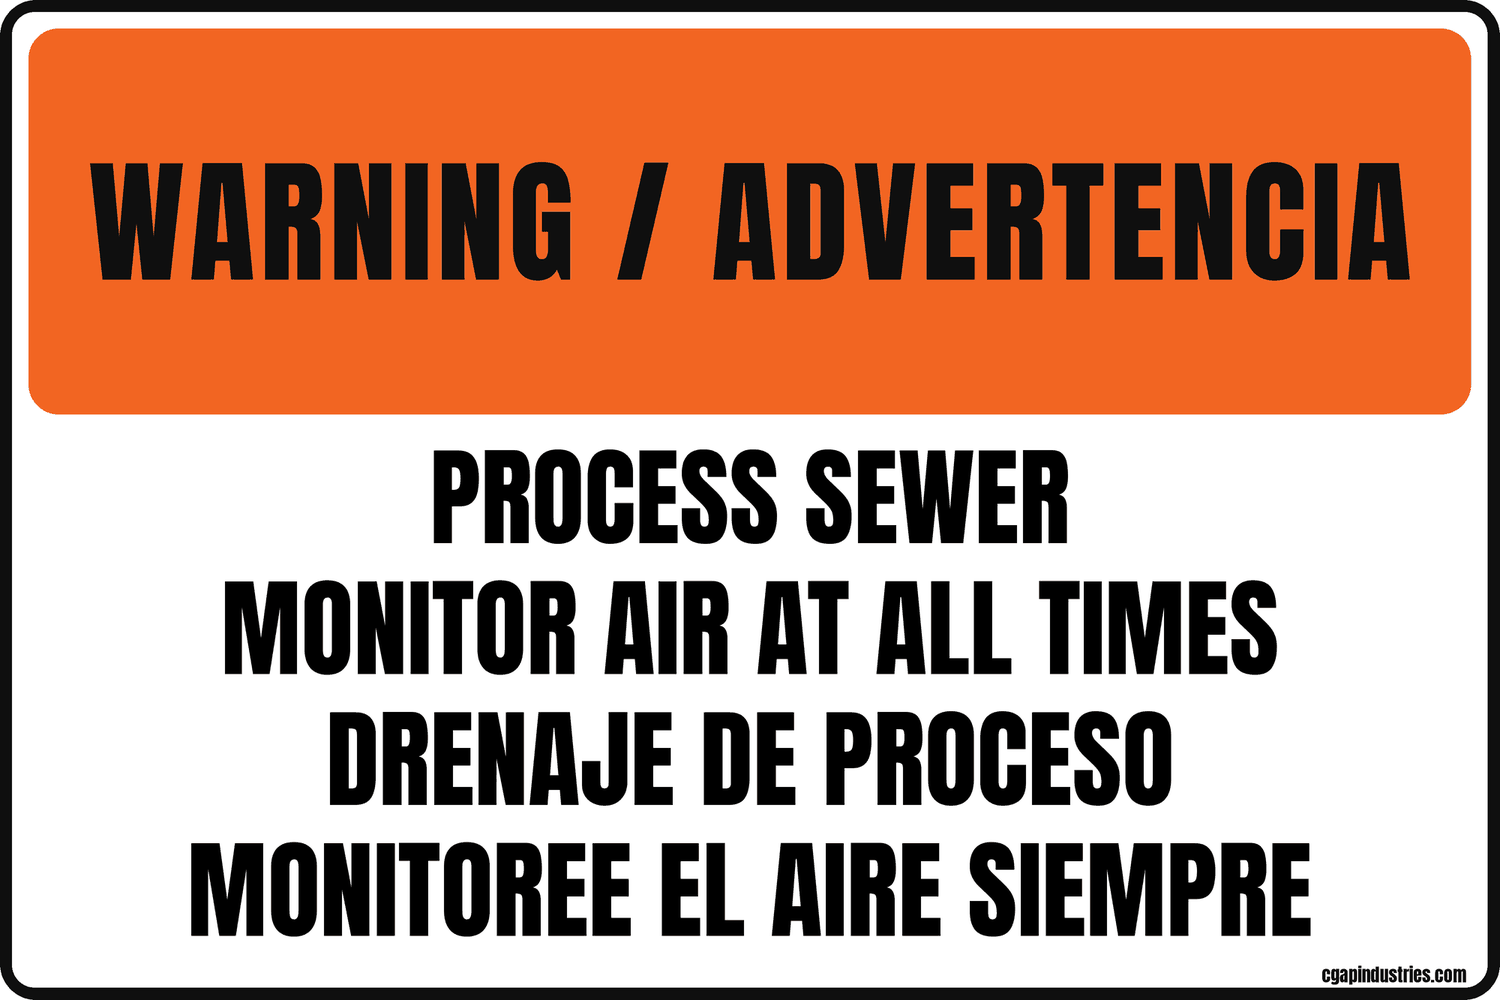 WARNING / ADVERTENCIA
PROCESS SEWER
MONITOR AIR AT ALL TIMES
DRENAJE DE PROCESO
MONITOREE EL AIRE SIEMPRE
cgapindustries.com